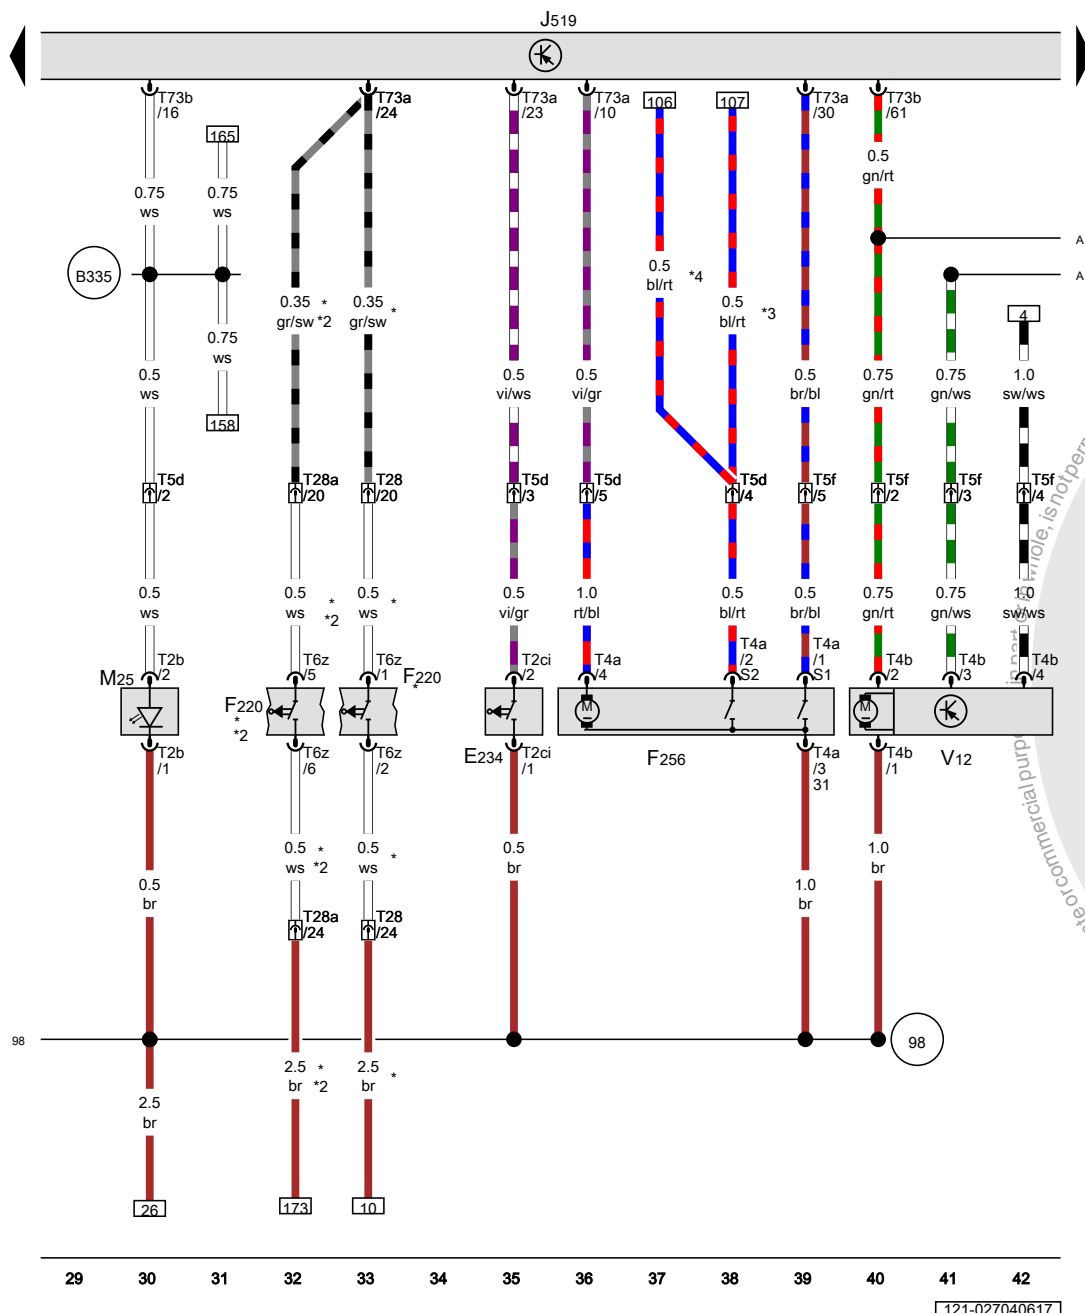 J519
T73b
/16
T73a
/24
T73a
/23
T73a
/10
106
107
T73a
/30
T73b
/61
165
0.5
gn/rt
0.75
ws
0.75
ws
A
B335
A
0.5
bl/rt
*4
0.35 *
gr/sw *2
0.35
gr/sw *
0.5
bl/rt
*3
4
0.75
ws
0.5
ws
0.5
vi/ws
0.5
vi/gr
0.5
br/bl
0.75
gn/rt
0.75
gn/ws
1.0
sw/ws
158
T5d
/2
T28a
/20
T28
/20
T5d
/3
T5d
/5
T5d
/4
T5f
/5
T5f
/2
T5f
/3
T5f
/4
0.5
ws
0.5 *
ws *2
0.5
ws *
0.5
vi/gr
1.0
rt/bl
0.5
bl/rt
0.5
br/bl
0.75
gn/rt
0.75
gn/ws
1.0
sw/ws
T2b
/2
T6z
/5
T6z
/1
T2ci
/2
T4a
/4
T4a
/2
S2
T4a
/1
S1
T4b
/2
T4b
/3
T4b
/4
M25
F220
*
*2
F220
*
M
M
E234
F256
V12
T2b
/1
T6z
/6
T6z
/2
T2ci
/1
T4a
/3
31
T4b
/1
0.5 *
ws *2
0.5
ws *
0.5
br
1.0
br
0.5
br
1.0
br
T28a
/24
T28
/24
98
98
2.5 *
br *2
2.5
br *
2.5
br
26
173
10
29 30 31 32 33 34 35 36 37 38 39 40 41 42
121-027040617
in part or in whole, is not perm
commercial purpo